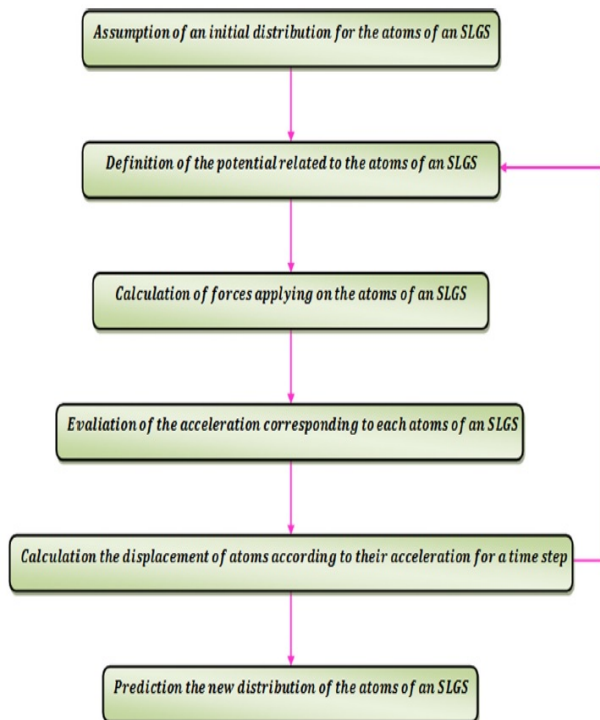 Assumption of an initial distribution for the atoms of an SLGS
Definition of the potential related to the atoms of an SLGS
Calculation of forces applying on the atoms of an SLGS
Evaliation of the acceleration corresponding to each atoms of an SLGS
Calculation the displacement of atoms according to their acceleration for a time step
Prediction the new distribution of the atoms of an SLGS